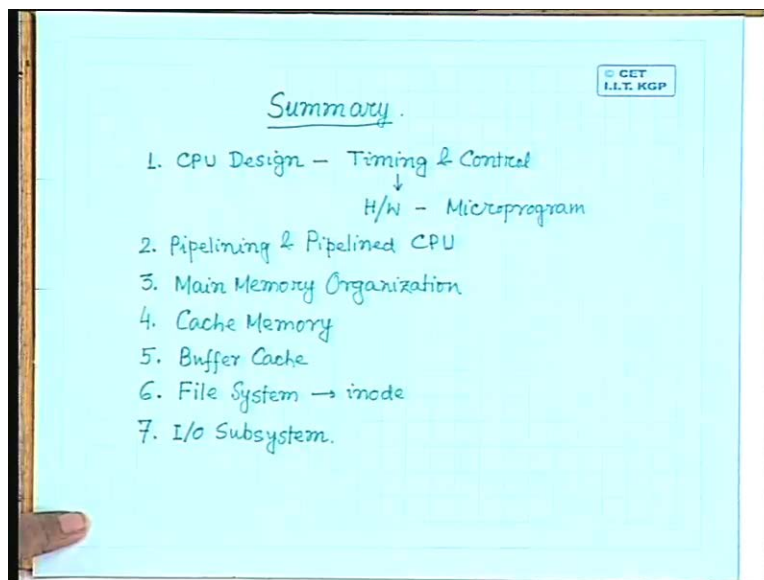 © CET
I.I.T. KGP
Summary.
1. CPU Design – Timing & Control
↓
H/W – Microprogram
2. Pipelining & Pipelined CPU
3. Main Memory Organization
4. Cache Memory
5. Buffer Cache
6. File System → inode
7. I/O Subsystem.